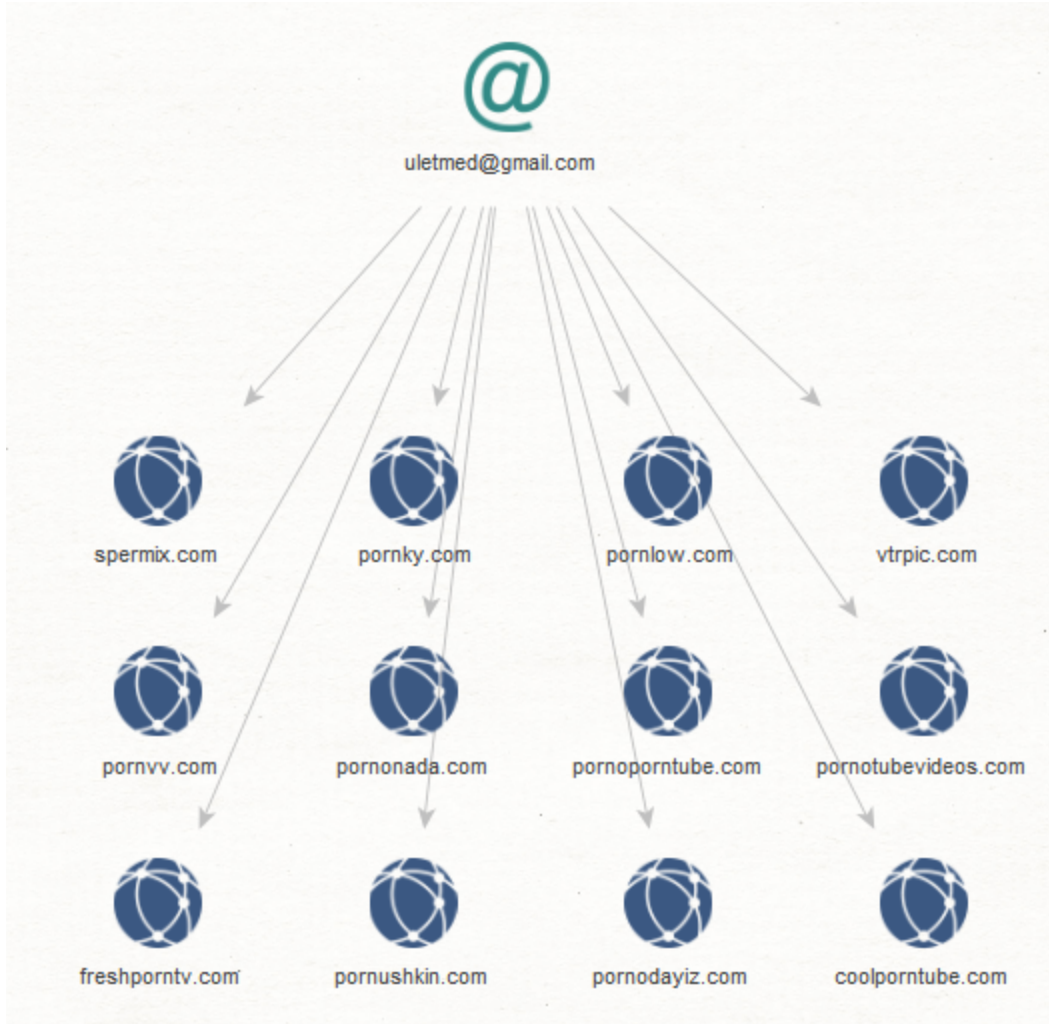 @
uletmed@gmail.com
spermix.com
pornky.com
pornlow.com
vtrpic.com
pornvv.com
pornonada.com
pornoporntube.com
pornotubevideos.com
freshporntv.com
pornushkin.com
pornodayiz.com
coolporntube.com